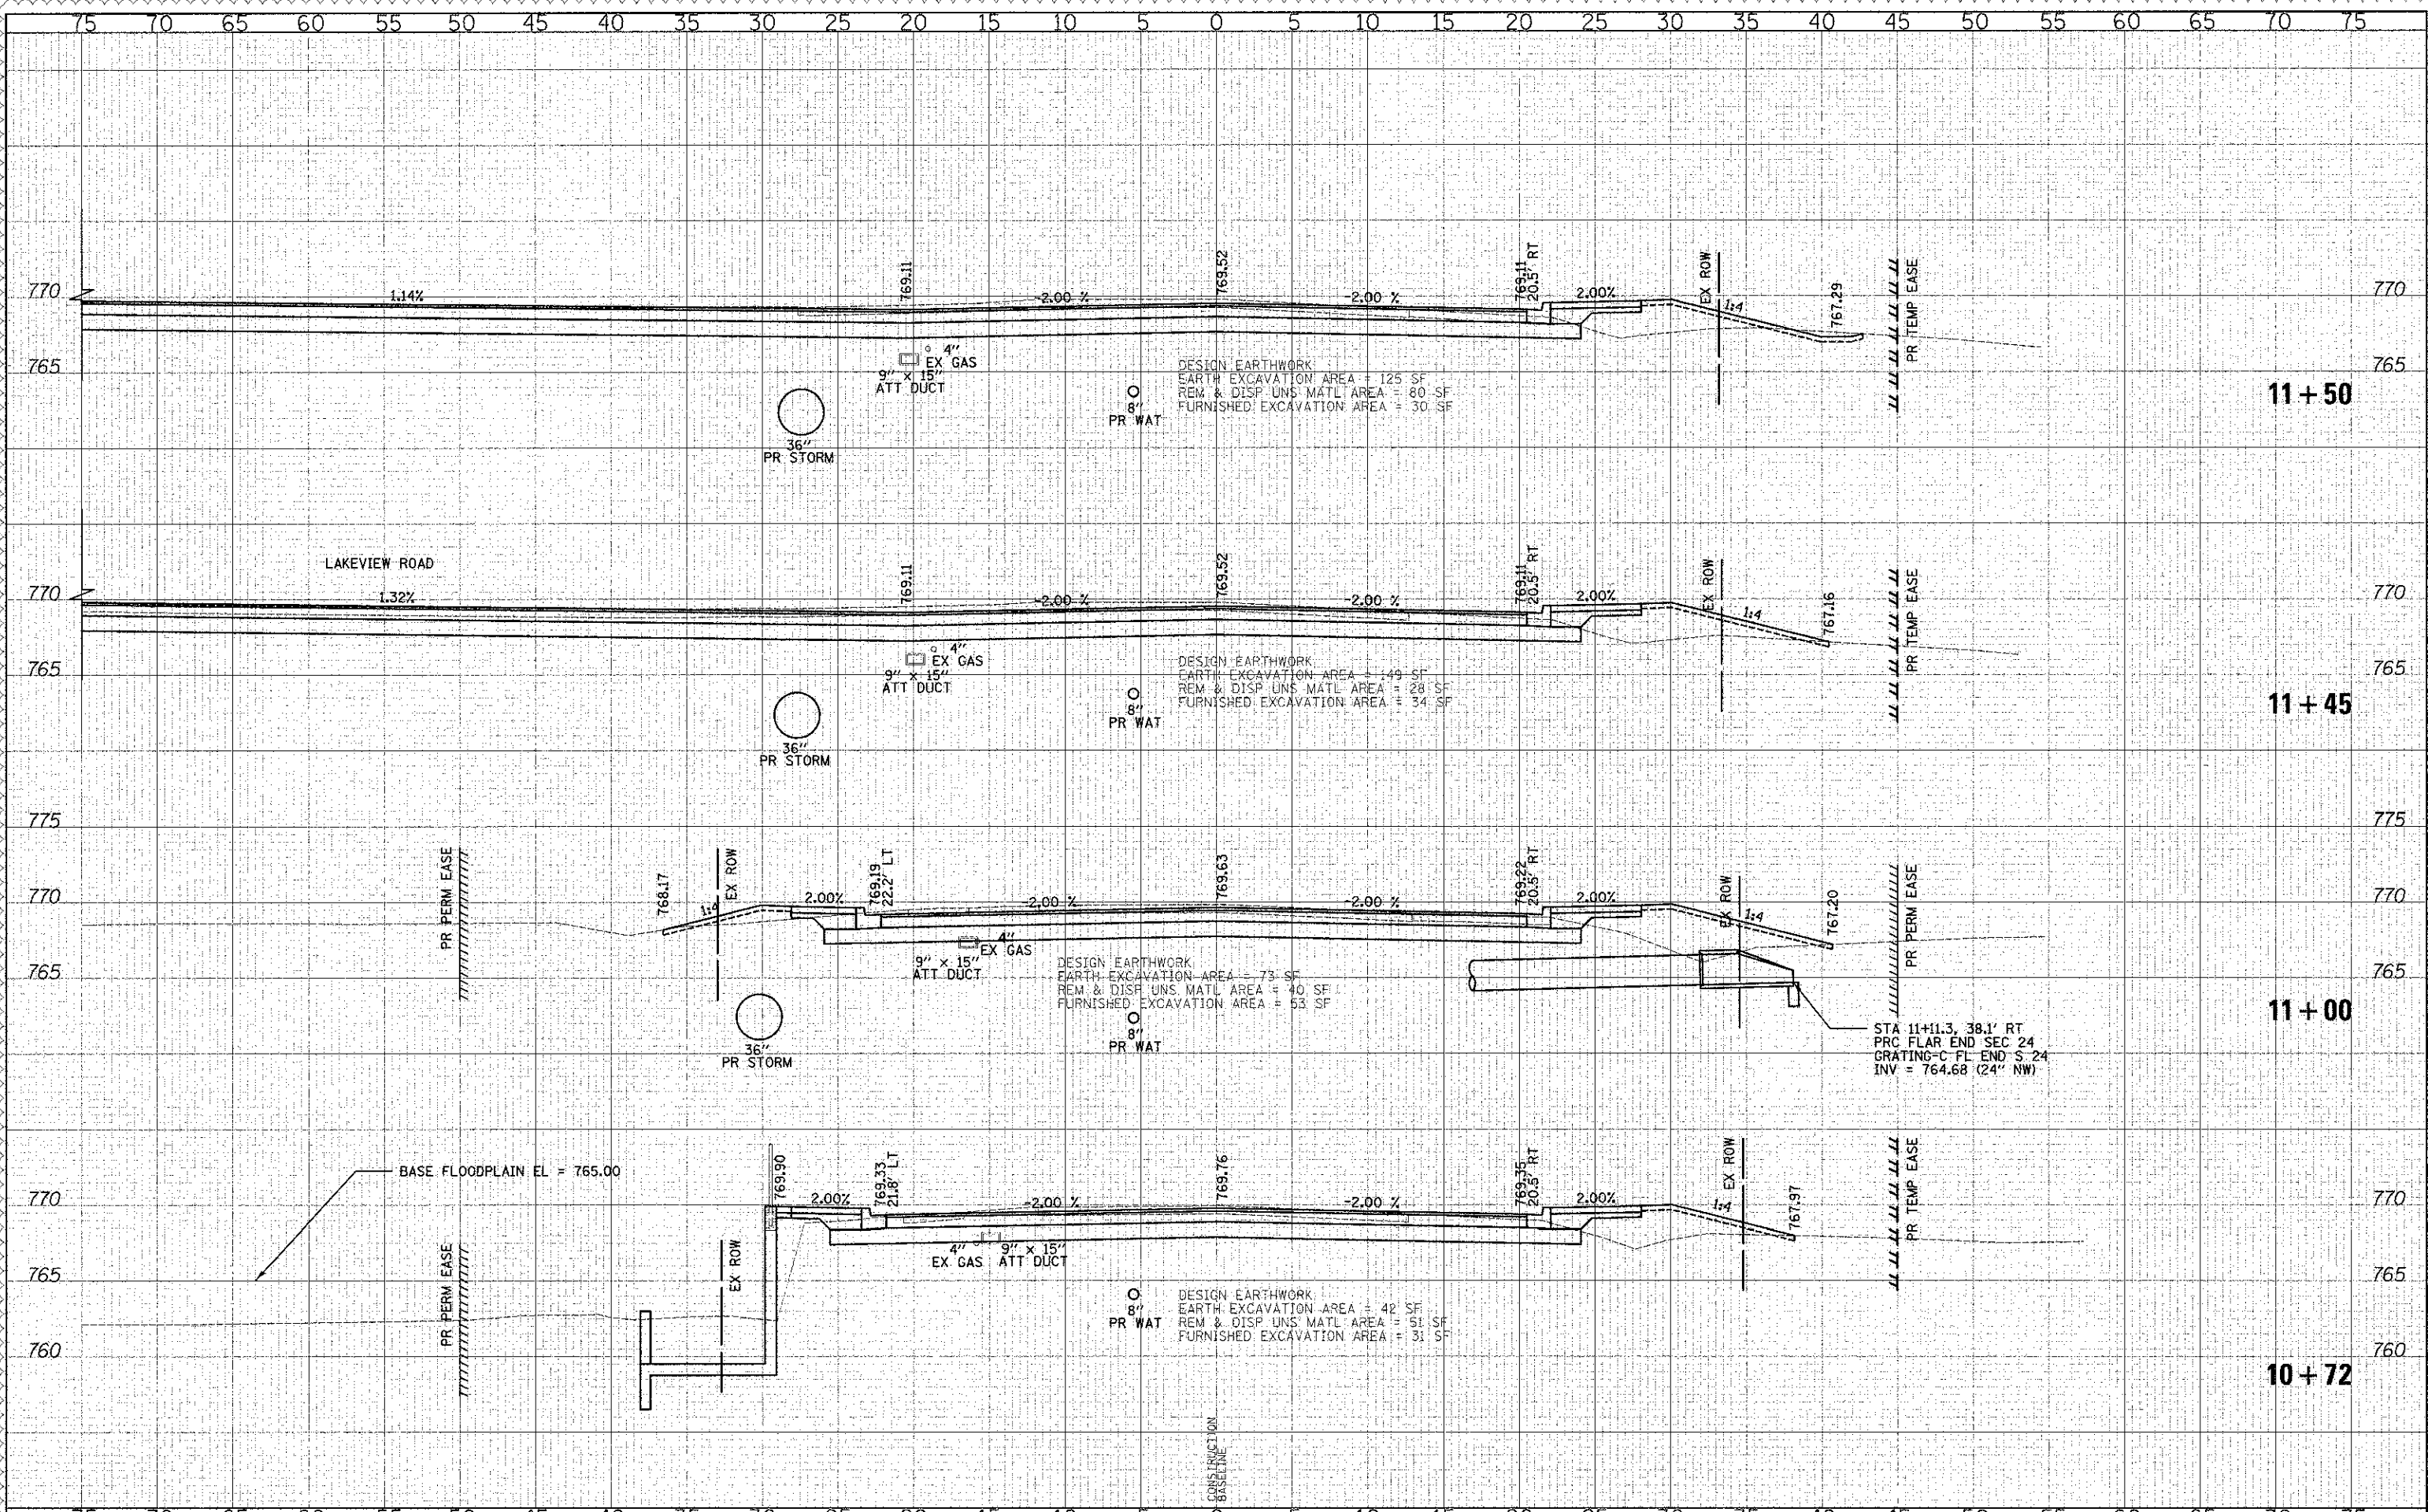 75 70 65 60 55 50 45 40 35 30 25 20 15 10 5 0 5 10 15 20 25 30 35 40 45 50 55 60 65 70 75
770 1.14% 769.11 -2.00 % 769.52 -2.00 % 769.11 20.5' RT 2.00% EX ROW 1:4 767.29 PR TEMP EASE 770
765 765
4"
EX GAS
9" x 15"
ATT DUCT
36"
PR STORM
8"
PR WAT
DESIGN EARTHWORK
EARTH EXCAVATION AREA = 125 SF
REM & DISP UNS MATL AREA = 80 SF
FURNISHED EXCAVATION AREA = 30 SF
11+50
LAKEVIEW ROAD
770 1.32% 769.11 -2.00 % 769.52 -2.00 % 769.11 20.5' RT 2.00% EX ROW 1:4 767.16 PR TEMP EASE 770
765 765
4"
EX GAS
9" x 15"
ATT DUCT
36"
PR STORM
8"
PR WAT
DESIGN EARTHWORK
EARTH EXCAVATION AREA = 149 SF
REM & DISP UNS MATL AREA = 28 SF
FURNISHED EXCAVATION AREA = 34 SF
11+45
775 775
770 PR PERM EASE 768.17 1:4 EX ROW 2.00% 769.19 22.2' LT -2.00 % 769.63 -2.00 % 769.22 20.5' RT 2.00% EX ROW 1:4 767.20 PR PERM EASE 770
765 765
4"
EX GAS
9" x 15"
ATT DUCT
36"
PR STORM
DESIGN EARTHWORK
EARTH EXCAVATION AREA = 73 SF
REM & DISP UNS MATL AREA = 40 SF
FURNISHED EXCAVATION AREA = 53 SF
8"
PR WAT
11+00
STA 11+11.3, 38.1' RT
PRC FLAR END SEC 24
GRATING-C FL END S 24
INV = 764.68 (24" NW)
BASE FLOODPLAIN EL = 765.00
770 769.90 2.00% 769.33 21.8' LT -2.00 % 769.76 -2.00 % 769.35 20.5' RT 2.00% EX ROW 1:4 767.97 PR TEMP EASE 770
4" 9" x 15"
EX GAS ATT DUCT
765 PR PERM EASE EX ROW 765
8"
PR WAT
DESIGN EARTHWORK
EARTH EXCAVATION AREA = 42 SF
REM & DISP UNS MATL AREA = 51 SF
FURNISHED EXCAVATION AREA = 31 SF
760 760
10+72
CONSTRUCTION
BASELINE